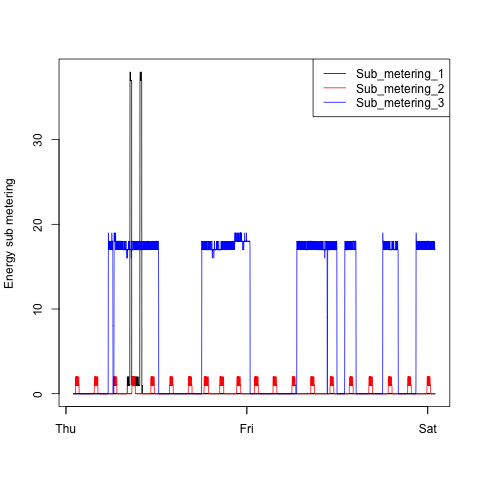 Sub_metering_1
Sub_metering_2
Sub_metering_3
Energy sub metering
30
20
10
0
Thu Fri Sat